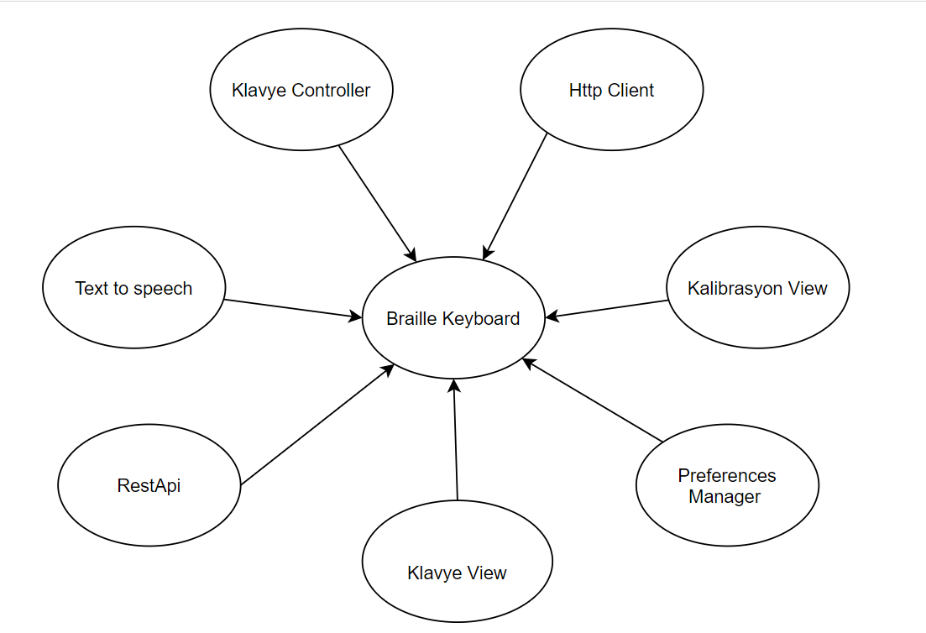 Klavye Controller
Http Client
Text to speech
Kalibrasyon View
Braille Keyboard
RestApi
Preferences
Manager
Klavye View